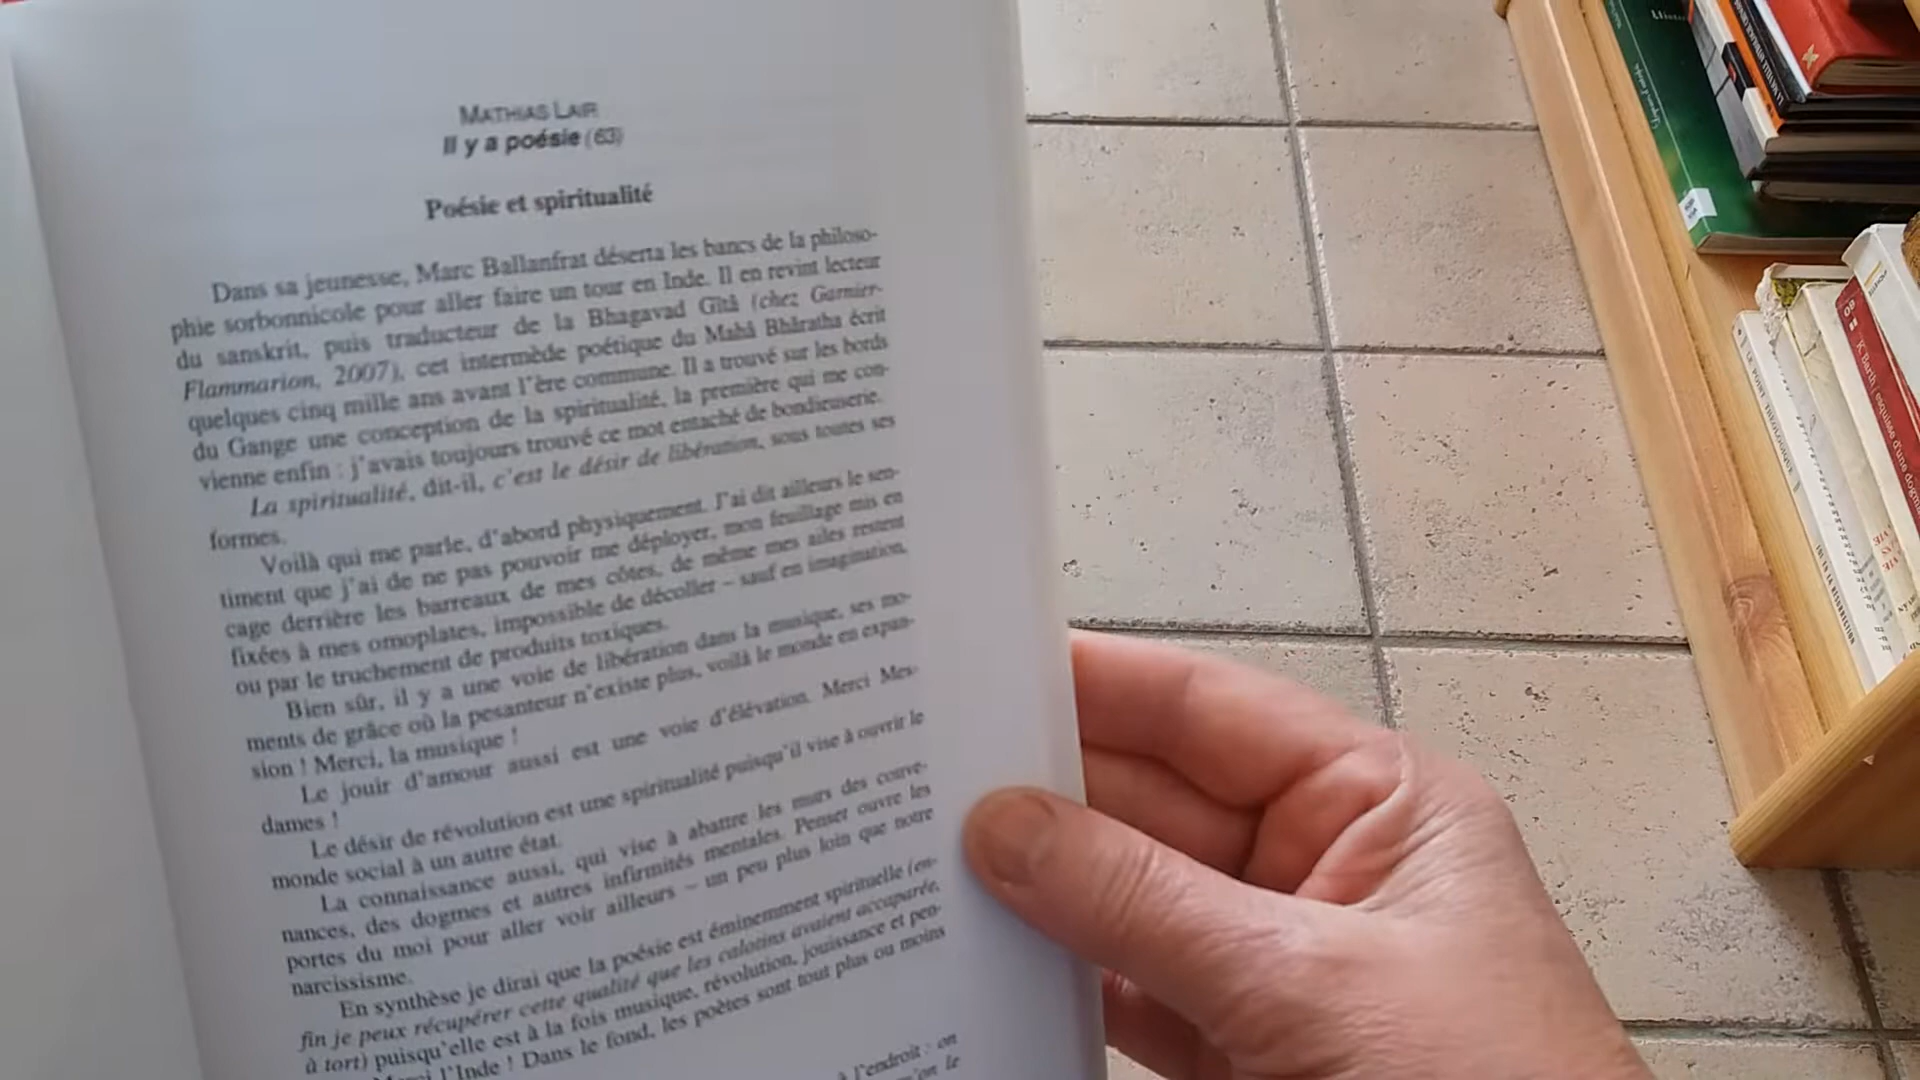 MATHIAS LAIR
Il y a poésie (63)
Poésie et spiritualité
Dans sa jeunesse, Marc Ballanfrat déserta les bancs de la philoso-
phie sorbonnicole pour aller faire un tour en Inde. Il en revint lecteur
du sanskrit, puis traducteur de la Bhagavad Gîtâ (chez Garnier-
Flammarion, 2007), cet intermède poétique du Mahâ Bhâratha écrit
quelques cinq mille ans avant l'ère commune. Il a trouvé sur les bords
du Gange une conception de la spiritualité, la première qui me con-
vienne enfin : j'avais toujours trouvé ce mot entaché de bondieuserie.
La spiritualité, dit-il, c'est le désir de libération, sous toutes ses
formes.
Voilà qui me parle, d'abord physiquement. J'ai dit ailleurs le sen-
timent que j'ai de ne pas pouvoir me déployer, mon feuillage mis en
cage derrière les barreaux de mes côtes, de même mes ailes restent
fixées à mes omoplates, impossible de décoller – sauf en imagination,
ou par le truchement de produits toxiques.
Bien sûr, il y a une voie de libération dans la musique, ses mo-
ments de grâce où la pesanteur n'existe plus, voilà le monde en expan-
sion ! Merci, la musique !
Le jouir d'amour aussi est une voie d'élévation. Merci Mes-
dames !
Le désir de révolution est une spiritualité puisqu'il vise à ouvrir le
monde social à un autre état.
La connaissance aussi, qui vise à abattre les murs des conve-
nances, des dogmes et autres infirmités mentales. Penser ouvre les
portes du moi pour aller voir ailleurs – un peu plus loin que notre
narcissisme.
En synthèse je dirai que la poésie est éminemment spirituelle (en-
fin je peux récupérer cette qualité que les calotins avaient accaparée,
à tort) puisqu'elle est à la fois musique, révolution, jouissance et pen-
l'Inde ! Dans le fond, les poètes sont tout plus ou moins
à l'endroit : on
K. Barth / esquisse d'une dogm
LE POINT THÉOLOGIQUE